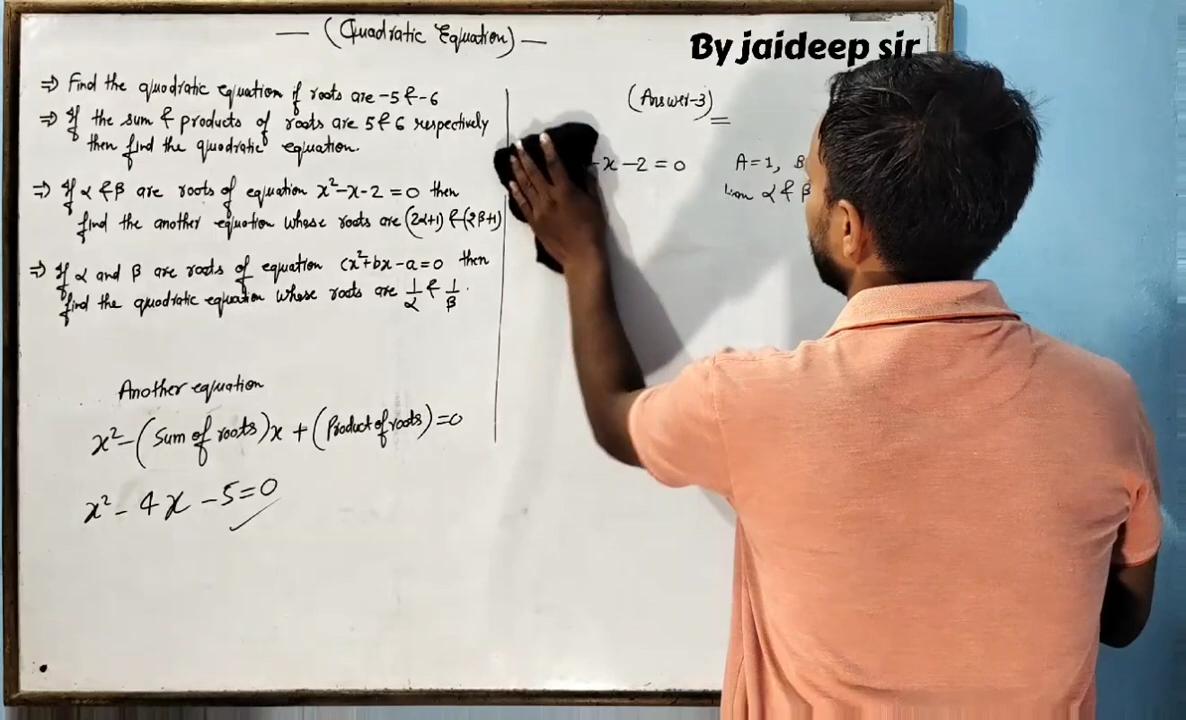 — (Quadratic Equation) —
By jaideep sir
⇒ Find the quadratic equation if roots are -5 & -6
⇒ If the sum & products of roots are 5 & 6 respectively
then find the quadratic equation.
⇒ If α & β are roots of equation x²-x-2=0 then
find the another equation whose roots are (2α+1) & (2β+1)
⇒ If α and β are roots of equation cx²+bx-a=0 then
find the quadratic equation whose roots are 1/α & 1/β.
Another equation
x²-(Sum of roots)x + (Product of roots)=0
x²-4x-5=0
(Answer-3)
-x-2=0 A=1, B
α & β